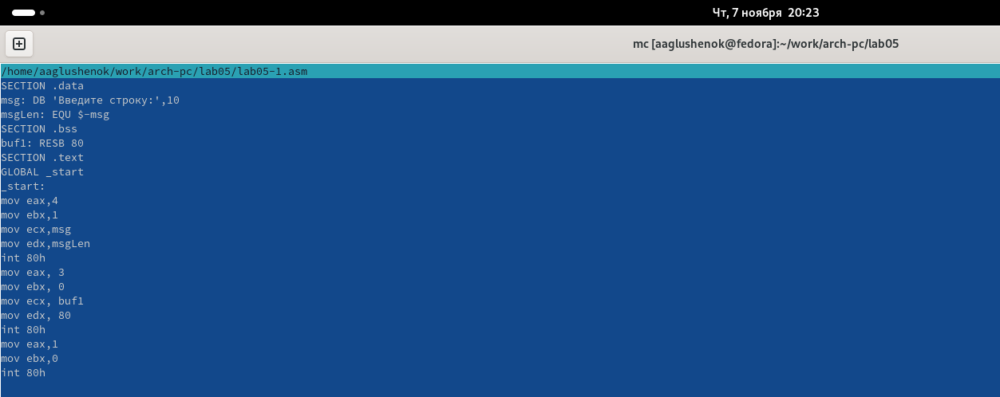 Чт, 7 ноября 20:23
mc [aaglushenok@fedora]:~/work/arch-pc/lab05
/home/aaglushenok/work/arch-pc/lab05/lab05-1.asm
SECTION .data
msg: DB 'Введите строку:',10
msgLen: EQU $-msg
SECTION .bss
buf1: RESB 80
SECTION .text
GLOBAL _start
_start:
mov eax,4
mov ebx,1
mov ecx,msg
mov edx,msgLen
int 80h
mov eax, 3
mov ebx, 0
mov ecx, buf1
mov edx, 80
int 80h
mov eax,1
mov ebx,0
int 80h